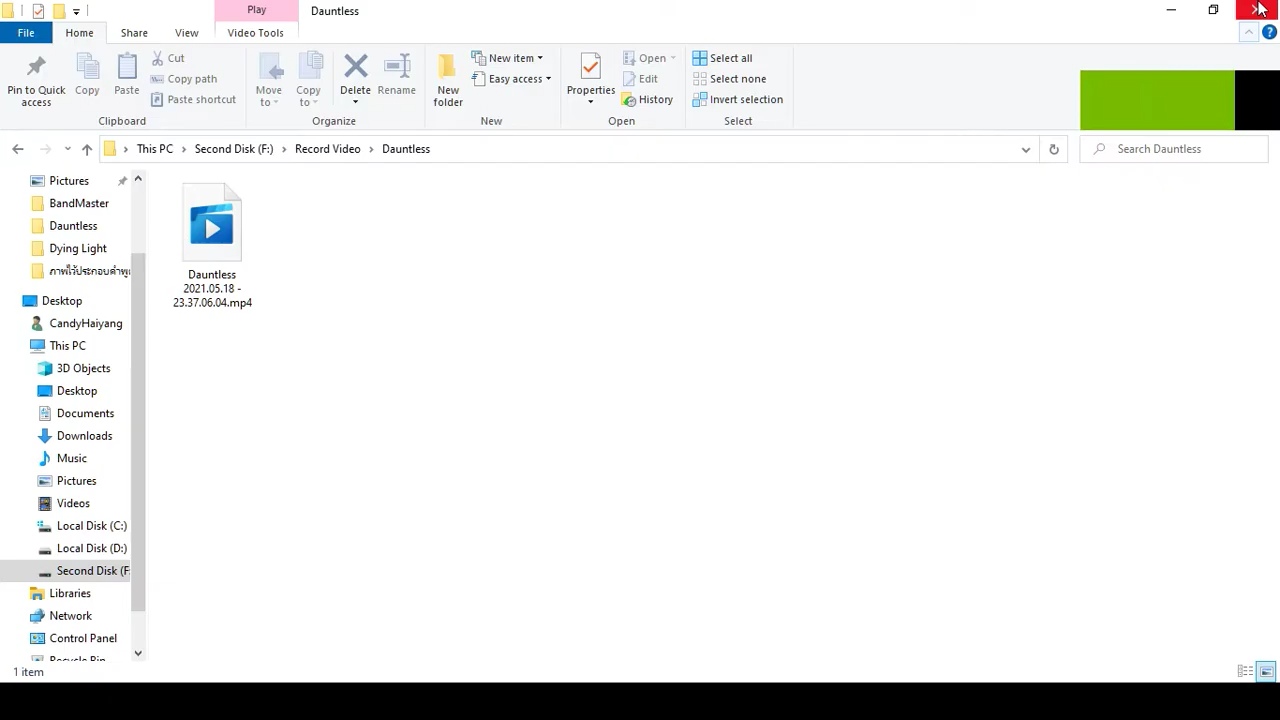 Play
Dauntless
File
Home
Share
View
Video Tools
Pin to Quick
access
Copy
Paste
Cut
Copy path
Paste shortcut
Clipboard
Move
to
Copy
to
Delete
Rename
Organize
New
folder
New item
Easy access
New
Properties
Open
Edit
History
Open
Select all
Select none
Invert selection
Select
This PC
Second Disk (F:)
Record Video
Dauntless
Search Dauntless
Pictures
BandMaster
Dauntless
Dying Light
Desktop
CandyHaiyang
This PC
3D Objects
Desktop
Documents
Downloads
Music
Pictures
Videos
Local Disk (C:)
Local Disk (D:)
Second Disk (F
Libraries
Network
Control Panel
Recycle Bin
Dauntless
2021.05.18 -
23.37.06.04.mp4
1 item